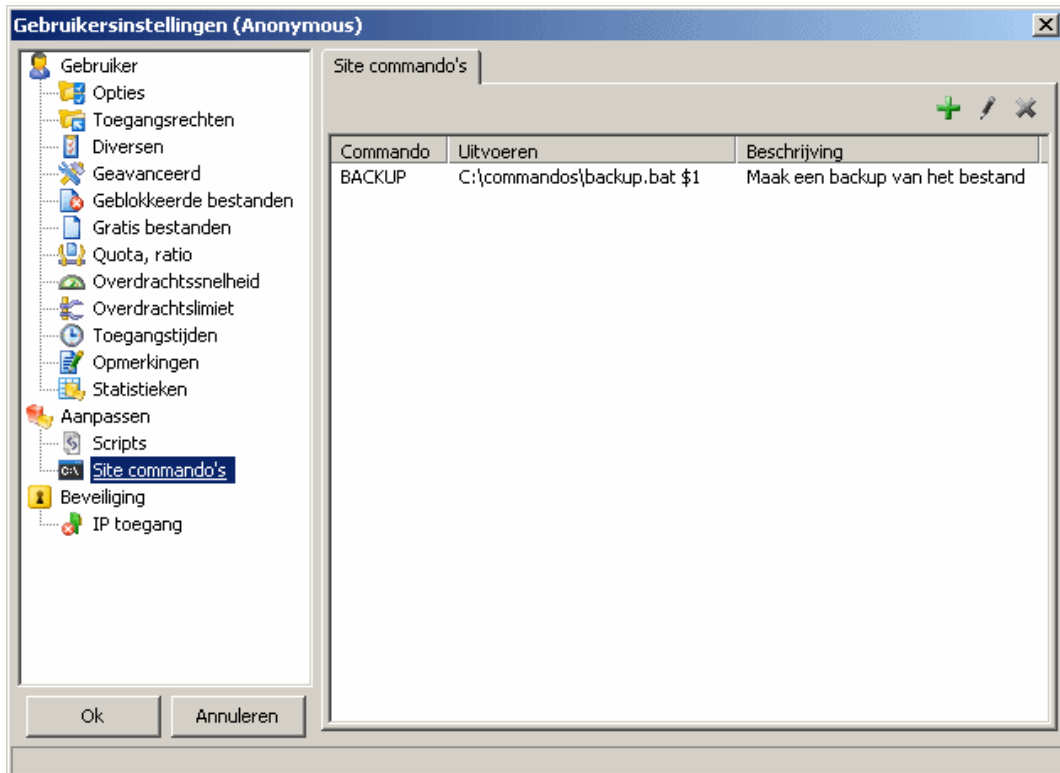 Gebruikersinstellingen (Anonymous)
Gebruiker
Opties
Toegangsrechten
Diversen
Geavanceerd
Geblokkeerde bestanden
Gratis bestanden
Quota, ratio
Overdrachtssnelheid
Overdrachtslimiet
Toegangstijden
Opmerkingen
Statistieken
Aanpassen
Scripts
C:\ Site commando's
Beveiliging
IP toegang
Ok Annuleren
Site commando's
Commando Uitvoeren Beschrijving
BACKUP C:\commandos\backup.bat $1 Maak een backup van het bestand